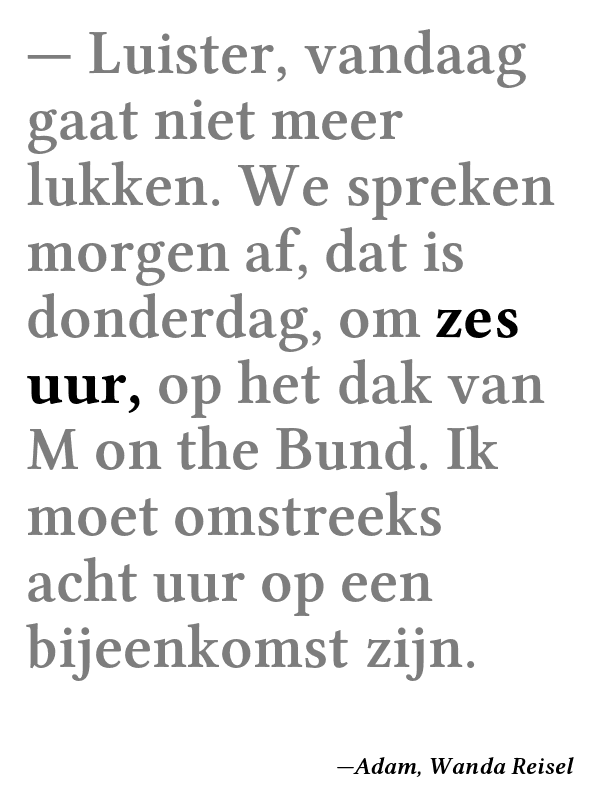 — Luister, vandaag
gaat niet meer
lukken. We spreken
morgen af, dat is
donderdag, om zes
uur, op het dak van
M on the Bund. Ik
moet omstreeks
acht uur op een
bijeenkomst zijn.
—Adam, Wanda Reisel